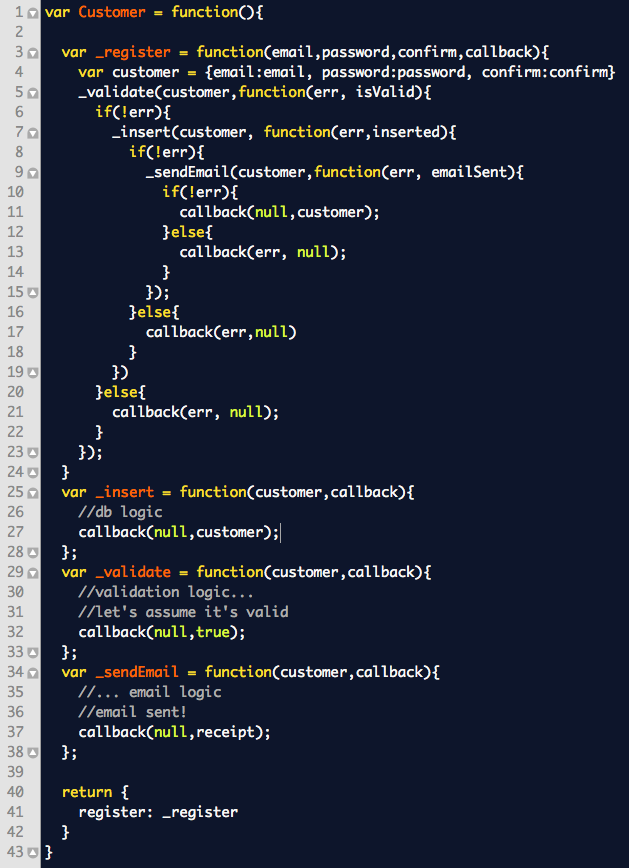 1 var Customer = function(){
2
3 var _register = function(email,password,confirm,callback){
4 var customer = {email:email, password:password, confirm:confirm}
5 _validate(customer,function(err, isValid){
6 if(!err){
7 _insert(customer, function(err,inserted){
8 if(!err){
9 _sendEmail(customer,function(err, emailSent){
10 if(!err){
11 callback(null,customer);
12 }else{
13 callback(err, null);
14 }
15 });
16 }else{
17 callback(err,null)
18 }
19 })
20 }else{
21 callback(err, null);
22 }
23 });
24 }
25 var _insert = function(customer,callback){
26 //db logic
27 callback(null,customer);
28 };
29 var _validate = function(customer,callback){
30 //validation logic...
31 //let's assume it's valid
32 callback(null,true);
33 };
34 var _sendEmail = function(customer,callback){
35 //... email logic
36 //email sent!
37 callback(null,receipt);
38 };
39
40 return {
41 register: _register
42 }
43 }